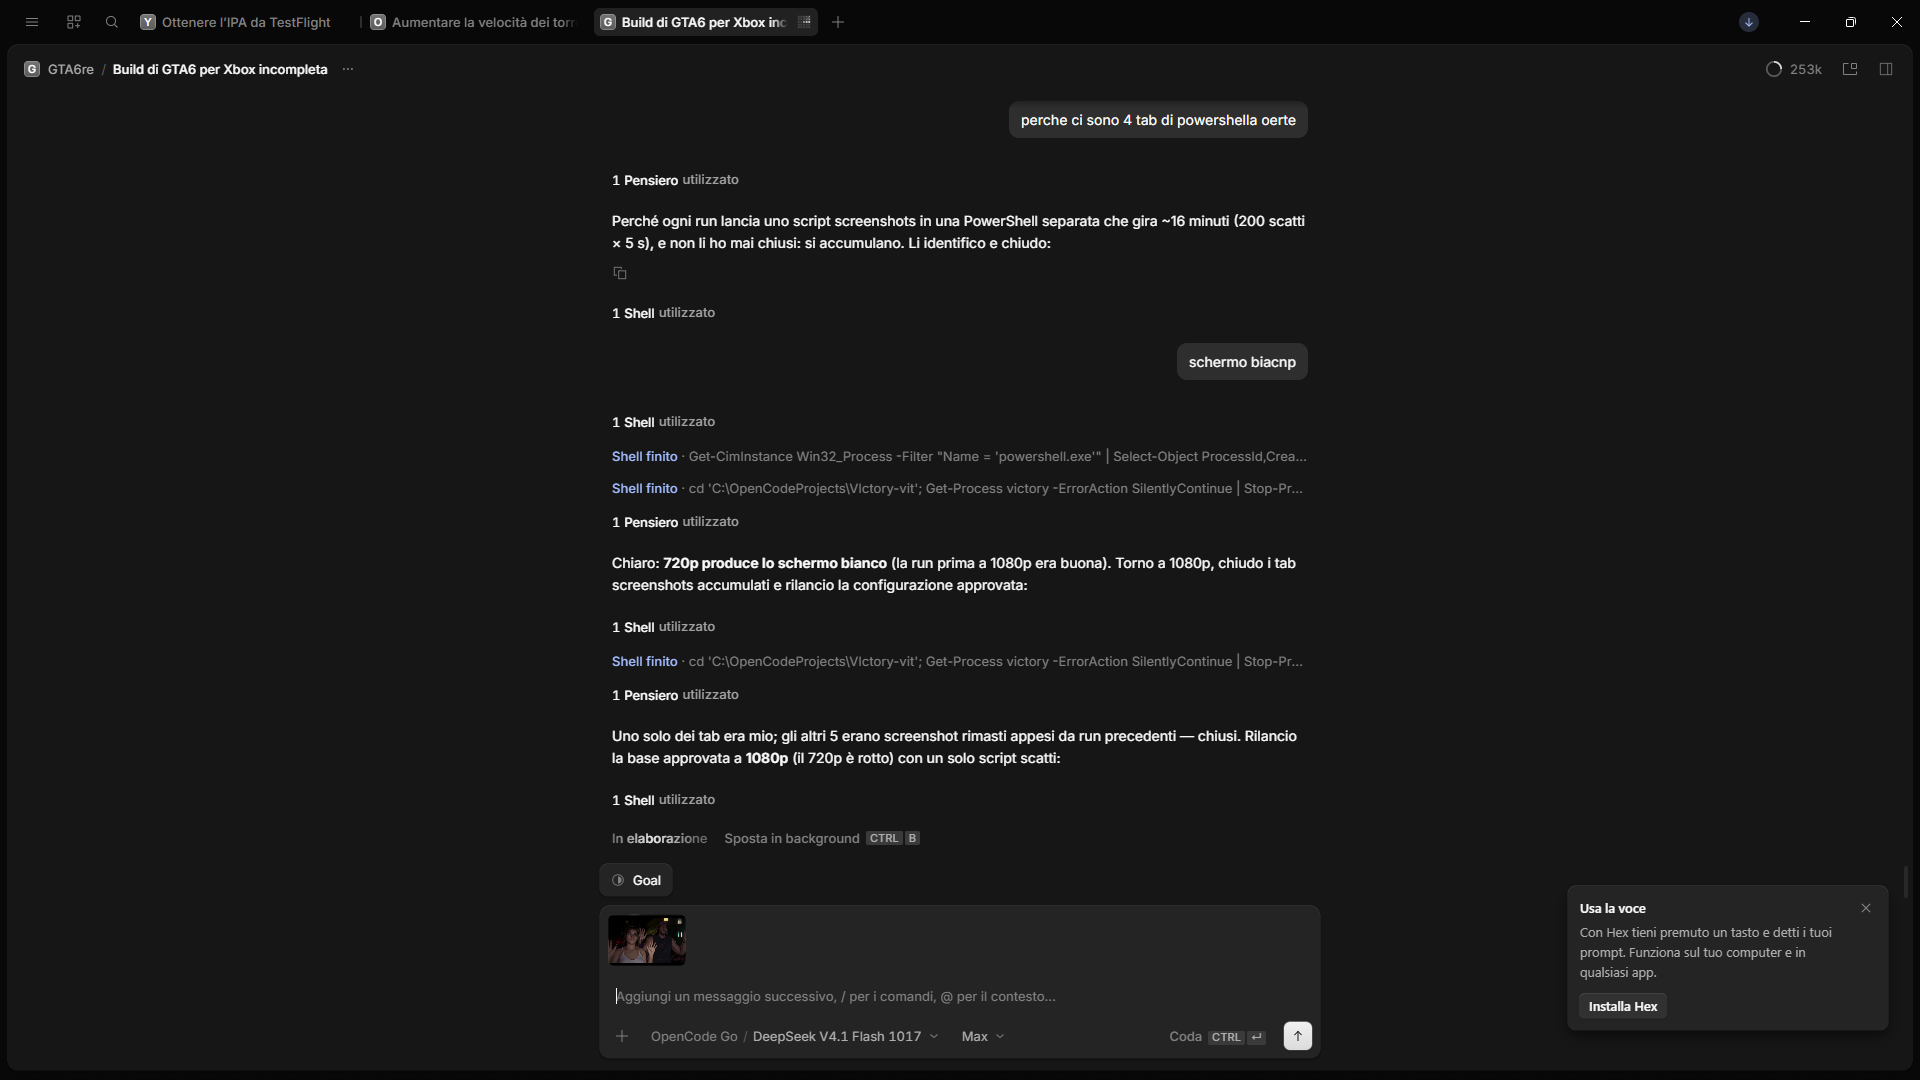 Y Ottenere l'IPA da TestFlight
O Aumentare la velocità dei torr
G Build di GTA6 per Xbox inc
G GTA6re / Build di GTA6 per Xbox incompleta ···
253k
perche ci sono 4 tab di powershella oerte
1 Pensiero utilizzato
Perché ogni run lancia uno script screenshots in una PowerShell separata che gira ~16 minuti (200 scatti
× 5 s), e non li ho mai chiusi: si accumulano. Li identifico e chiudo:
1 Shell utilizzato
schermo biacnp
1 Shell utilizzato
Shell finito · Get-CimInstance Win32_Process -Filter "Name = 'powershell.exe'" | Select-Object ProcessId,Crea...
Shell finito · cd 'C:\OpenCodeProjects\VIctory-vit'; Get-Process victory -ErrorAction SilentlyContinue | Stop-Pr...
1 Pensiero utilizzato
Chiaro: 720p produce lo schermo bianco (la run prima a 1080p era buona). Torno a 1080p, chiudo i tab
screenshots accumulati e rilancio la configurazione approvata:
1 Shell utilizzato
Shell finito · cd 'C:\OpenCodeProjects\VIctory-vit'; Get-Process victory -ErrorAction SilentlyContinue | Stop-Pr...
1 Pensiero utilizzato
Uno solo dei tab era mio; gli altri 5 erano screenshot rimasti appesi da run precedenti — chiusi. Rilancio
la base approvata a 1080p (il 720p è rotto) con un solo script scatti:
1 Shell utilizzato
In elaborazione Sposta in background CTRL B
Goal
Aggiungi un messaggio successivo, / per i comandi, @ per il contesto...
OpenCode Go / DeepSeek V4.1 Flash 1017 Max Coda CTRL ↵
Usa la voce
Con Hex tieni premuto un tasto e detti i tuoi
prompt. Funziona sul tuo computer e in
qualsiasi app.
Installa Hex